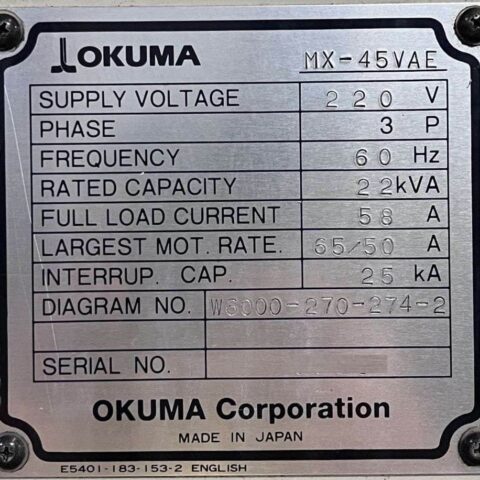 OKUMA MX-45VAE
SUPPLY VOLTAGE 220 V
PHASE 3 P
FREQUENCY 60 Hz
RATED CAPACITY 22kVA
FULL LOAD CURRENT 58 A
LARGEST MOT. RATE. 65/50 A
INTERRUP. CAP. 25 kA
DIAGRAM NO. W6000-270-274-2
SERIAL NO.
OKUMA Corporation
MADE IN JAPAN
E5401-183-153-2 ENGLISH